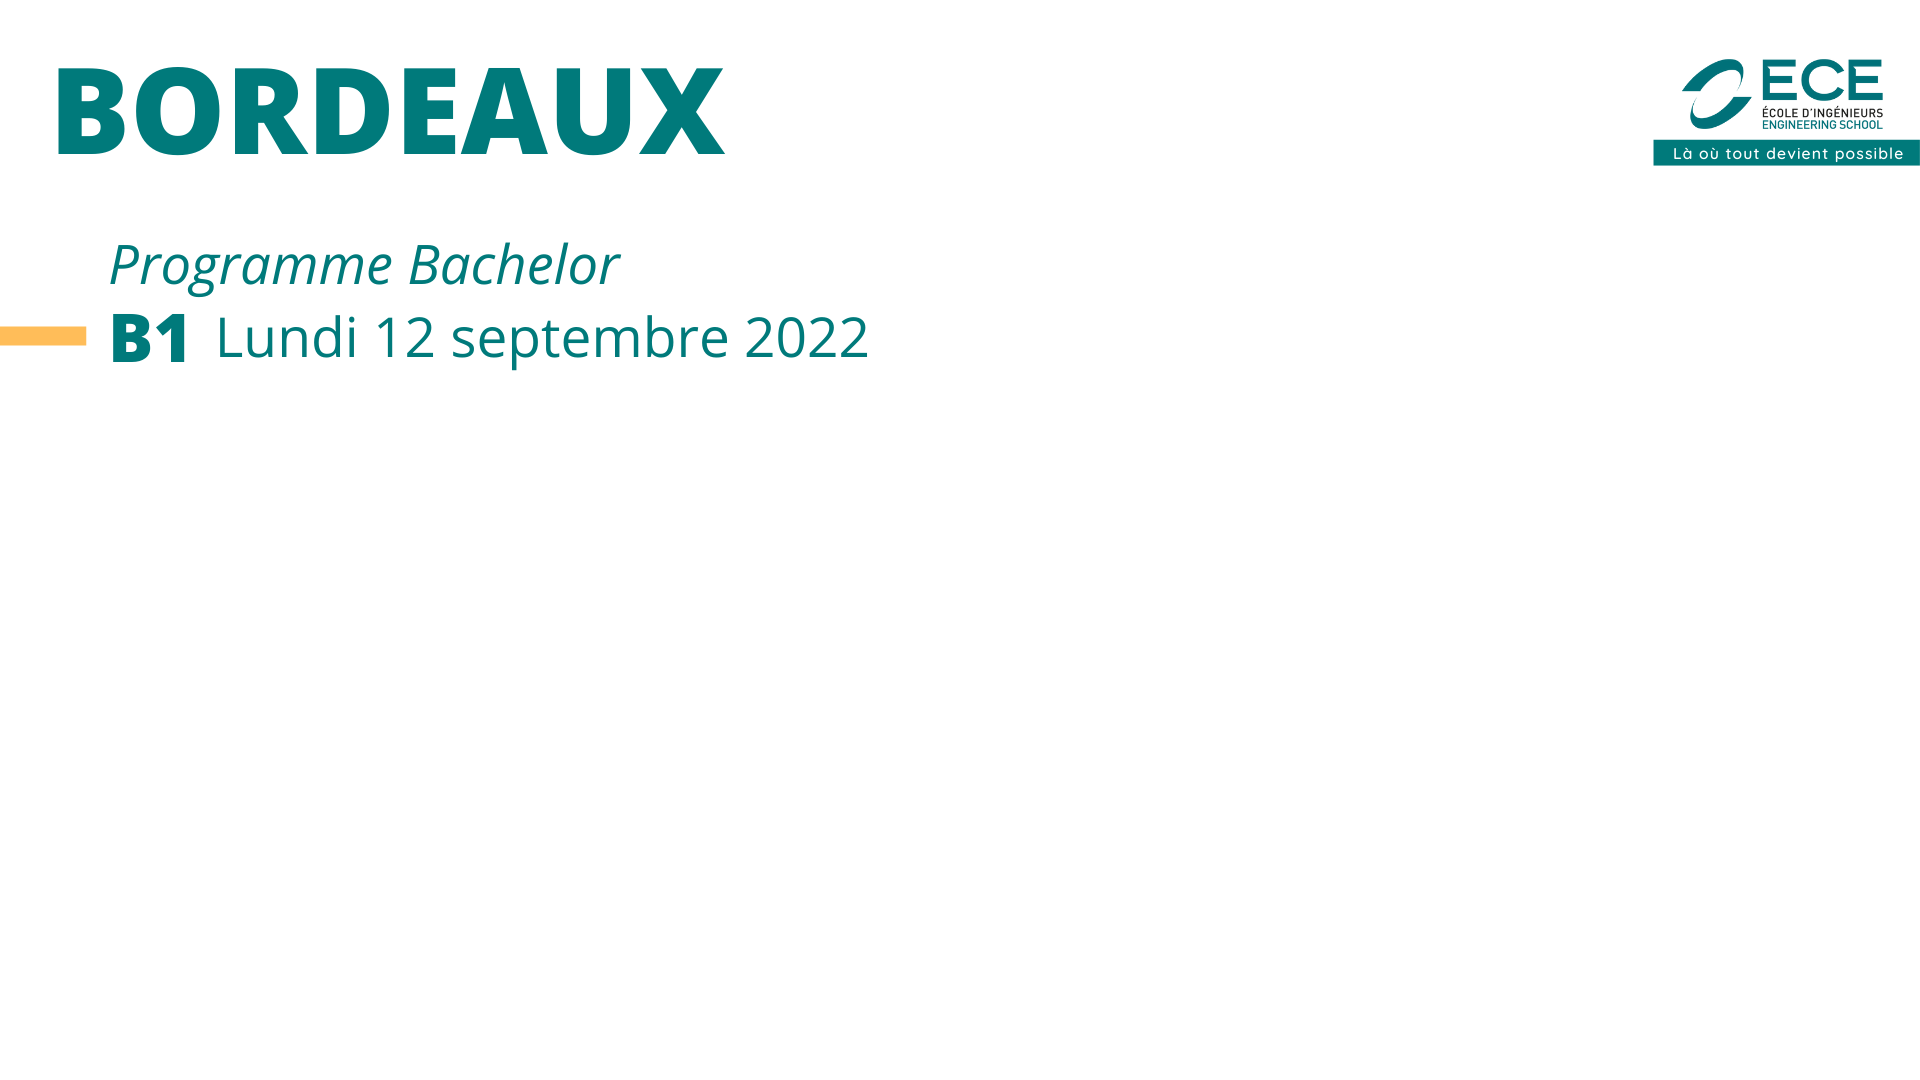 BORDEAUX
ECE
ÉCOLE D'INGÉNIEURS
ENGINEERING SCHOOL
Là où tout devient possible
Programme Bachelor
B1 Lundi 12 septembre 2022